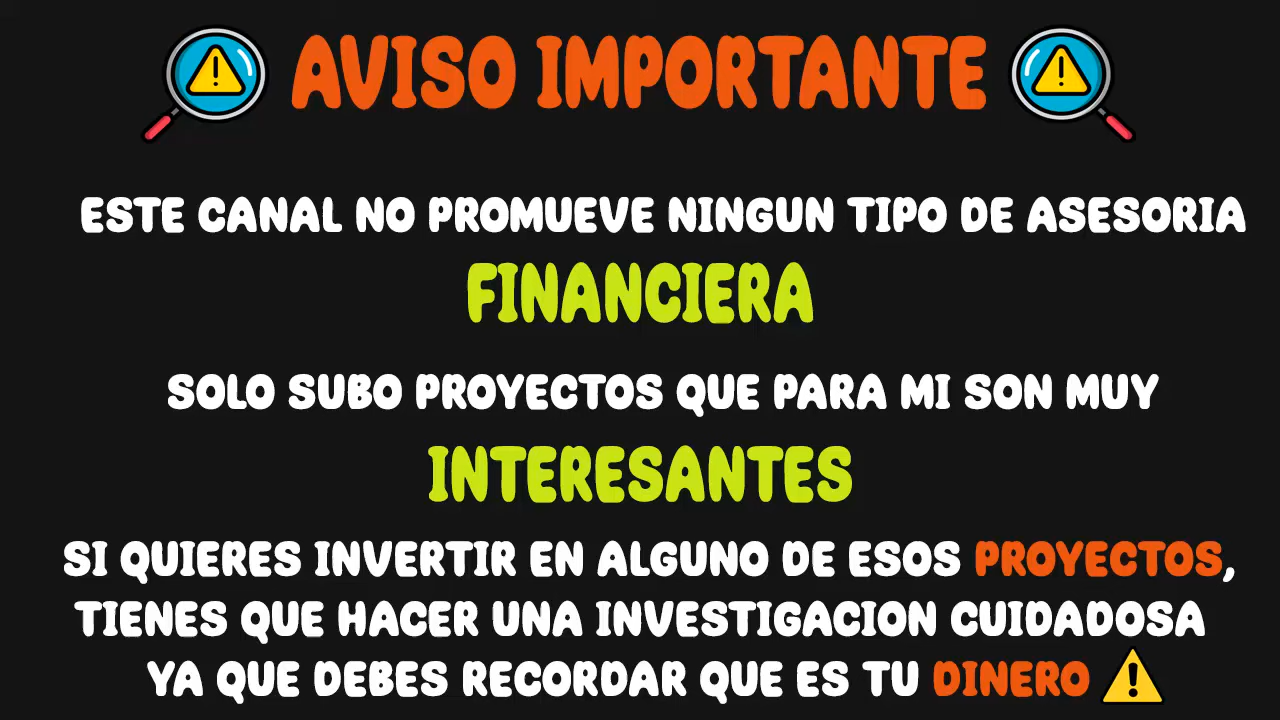 AVISO IMPORTANTE
ESTE CANAL NO PROMUEVE NINGUN TIPO DE ASESORIA
FINANCIERA
SOLO SUBO PROYECTOS QUE PARA MI SON MUY
INTERESANTES
SI QUIERES INVERTIR EN ALGUNO DE ESOS PROYECTOS,
TIENES QUE HACER UNA INVESTIGACION CUIDADOSA
YA QUE DEBES RECORDAR QUE ES TU DINERO